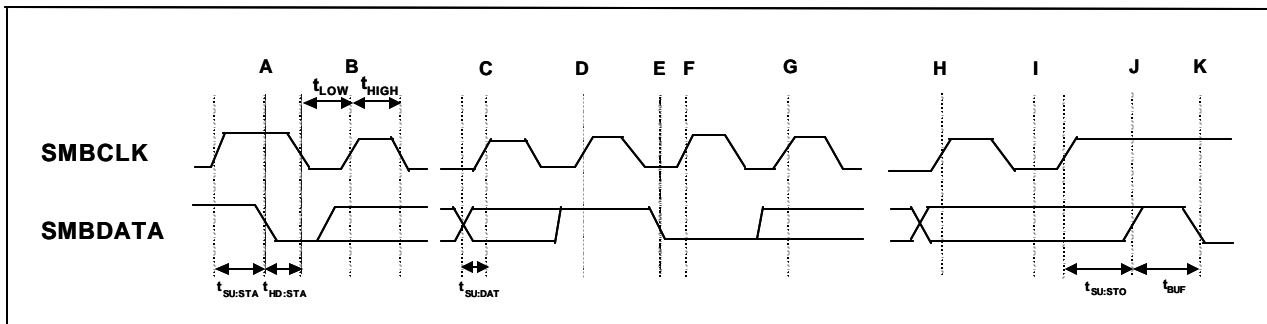 A B C D E F G H I J K
tLOW tHIGH
SMBCLK
SMBDATA
tSU:STA tHD:STA tSU:DAT tSU:STO tBUF